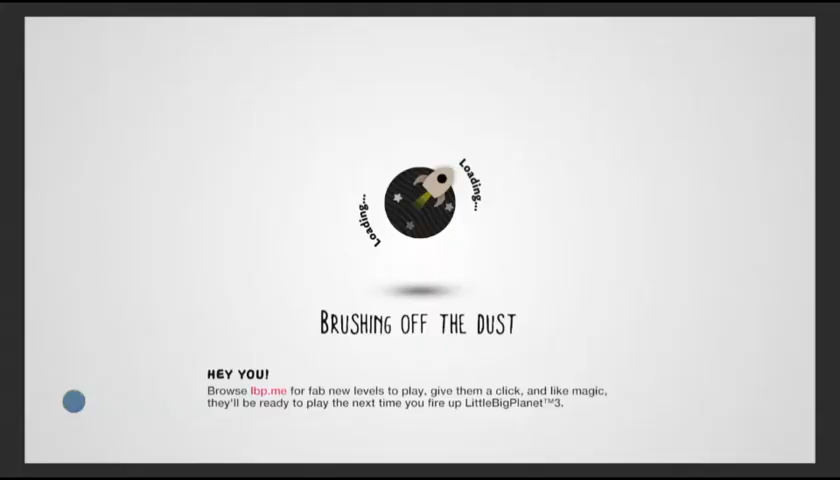 Loading...
Loading...
BRUSHING OFF THE DUST
HEY YOU!
Browse lbp.me for fab new levels to play, give them a click, and like magic,
they'll be ready to play the next time you fire up LittleBigPlanet™3.